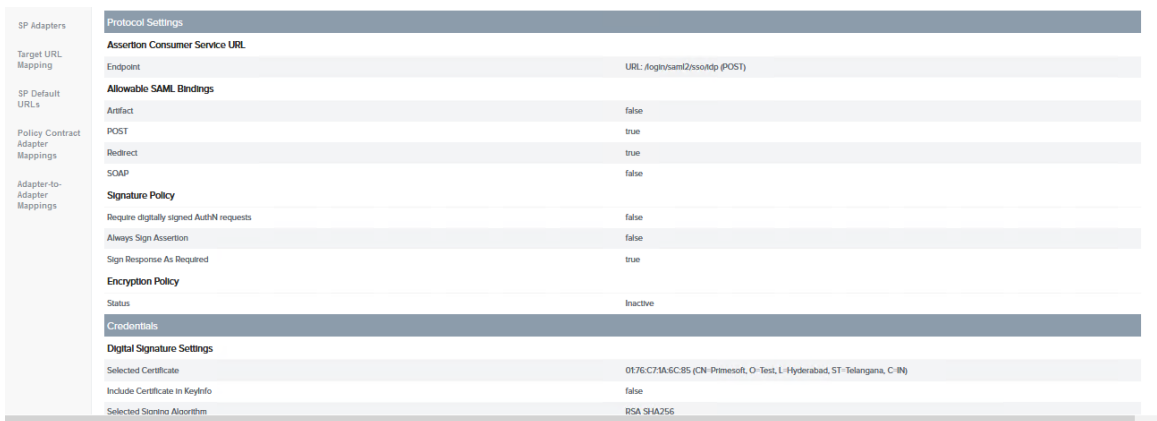 SP Adapters
Target URL
Mapping
SP Default
URLs
Policy Contract
Adapter
Mappings
Adapter-to-
Adapter
Mappings
Protocol Settings
Assertion Consumer Service URL
Endpoint URL: /login/saml2/sso/idp (POST)
Allowable SAML Bindings
Artifact false
POST true
Redirect true
SOAP false
Signature Policy
Require digitally signed AuthN requests false
Always Sign Assertion false
Sign Response As Required true
Encryption Policy
Status Inactive
Credentials
Digital Signature Settings
Selected Certificate 01:76:C7:1A:6C:85 (CN=Primesoft, O=Test, L=Hyderabad, ST=Telangana, C=IN)
Include Certificate in KeyInfo false
Selected Signing Algorithm RSA SHA256